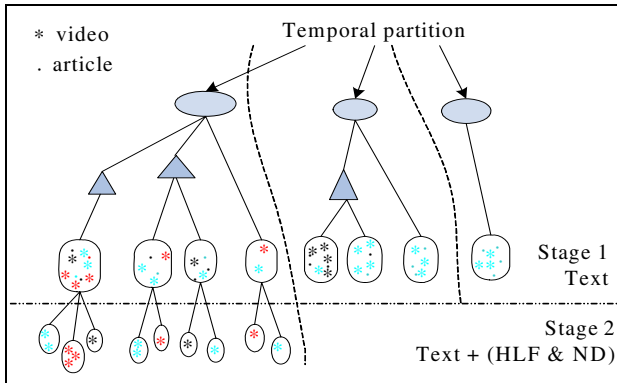 Temporal partition
* video
. article
Stage 1
Text
Stage 2
Text + (HLF & ND)